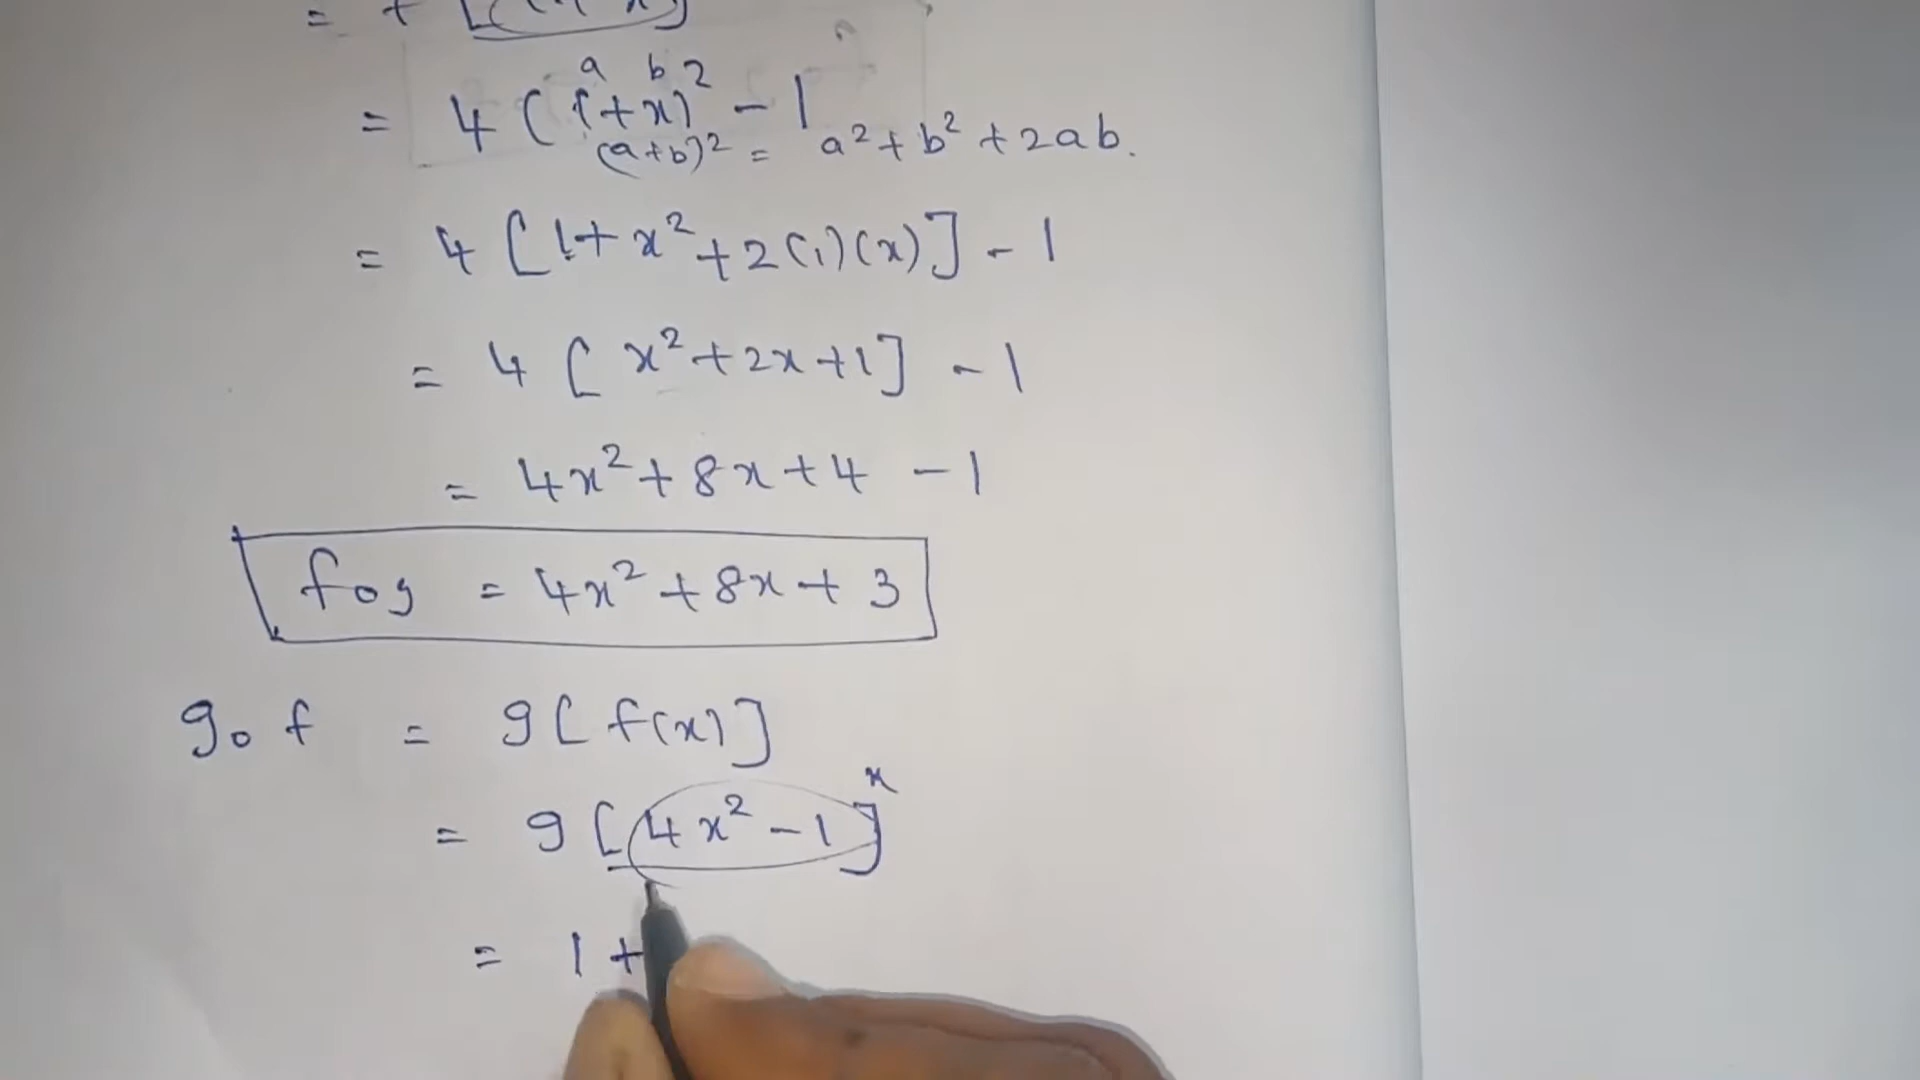 a b
= 4 ( (1+x)² - 1
(a+b)² = a² + b² + 2ab.
= 4 [1 + x² + 2(1)(x)] - 1
= 4 [x² + 2x + 1] - 1
= 4x² + 8x + 4 - 1
fog = 4x² + 8x + 3
gof = g[f(x)]
x
= g[4x² - 1]
= 1 +